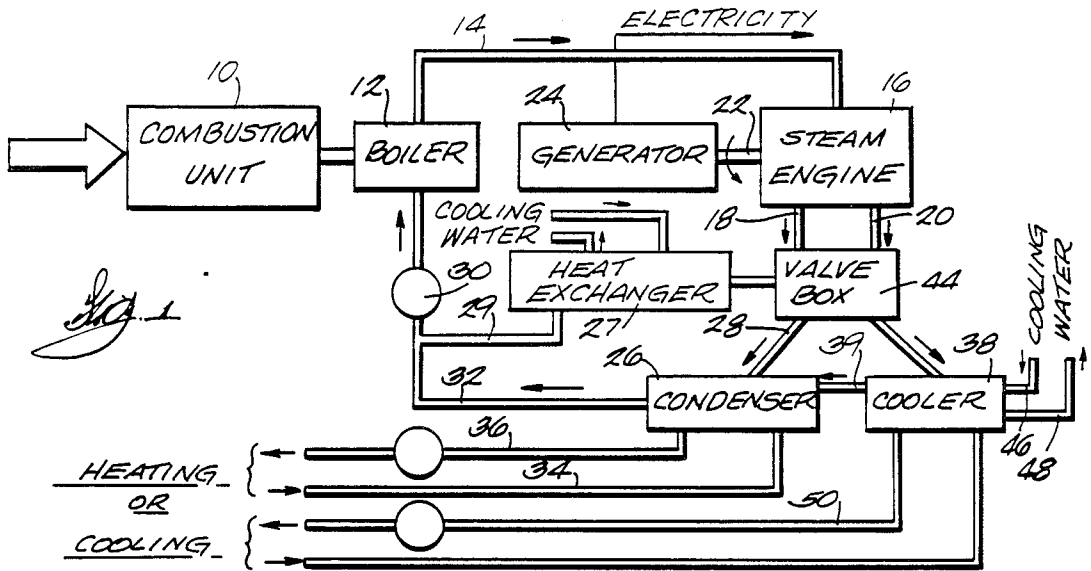 ELECTRICITY
14
10
12
24
22
16
COMBUSTION
UNIT
BOILER
GENERATOR
STEAM
ENGINE
COOLING
WATER
18
20
30
HEAT
EXCHANGER
VALVE
BOX
44
COOLING
WATER
29
27
28
39
38
26
32
CONDENSER
COOLER
36
46
48
34
HEATING
OR
COOLING
50
FIG. 1